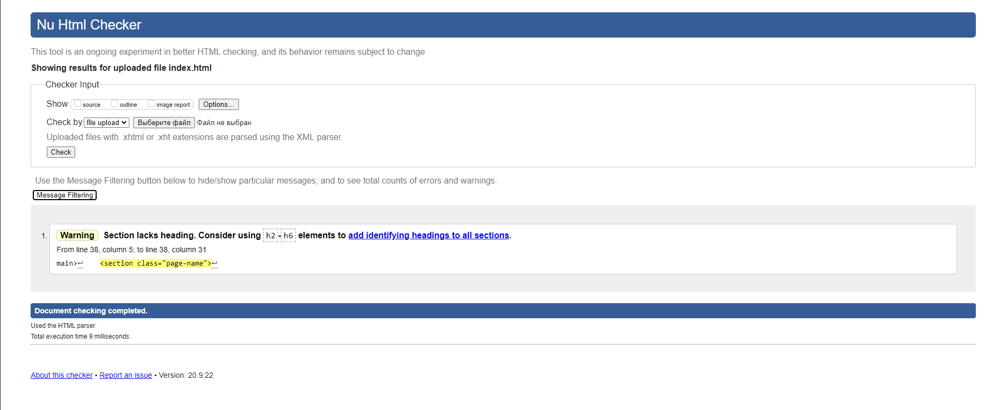 Nu Html Checker
This tool is an ongoing experiment in better HTML checking, and its behavior remains subject to change
Showing results for uploaded file index.html
Checker Input
Show source outline image report Options...
Check by file upload Выберите файл Файл не выбран
Uploaded files with .xhtml or .xht extensions are parsed using the XML parser.
Check
Use the Message Filtering button below to hide/show particular messages, and to see total counts of errors and warnings.
Message Filtering
1. Warning Section lacks heading. Consider using h2-h6 elements to add identifying headings to all sections.
From line 38, column 5; to line 38, column 31
main>↩ <section class="page-name">↩
Document checking completed.
Used the HTML parser.
Total execution time 9 milliseconds.
About this checker • Report an issue • Version: 20.9.22